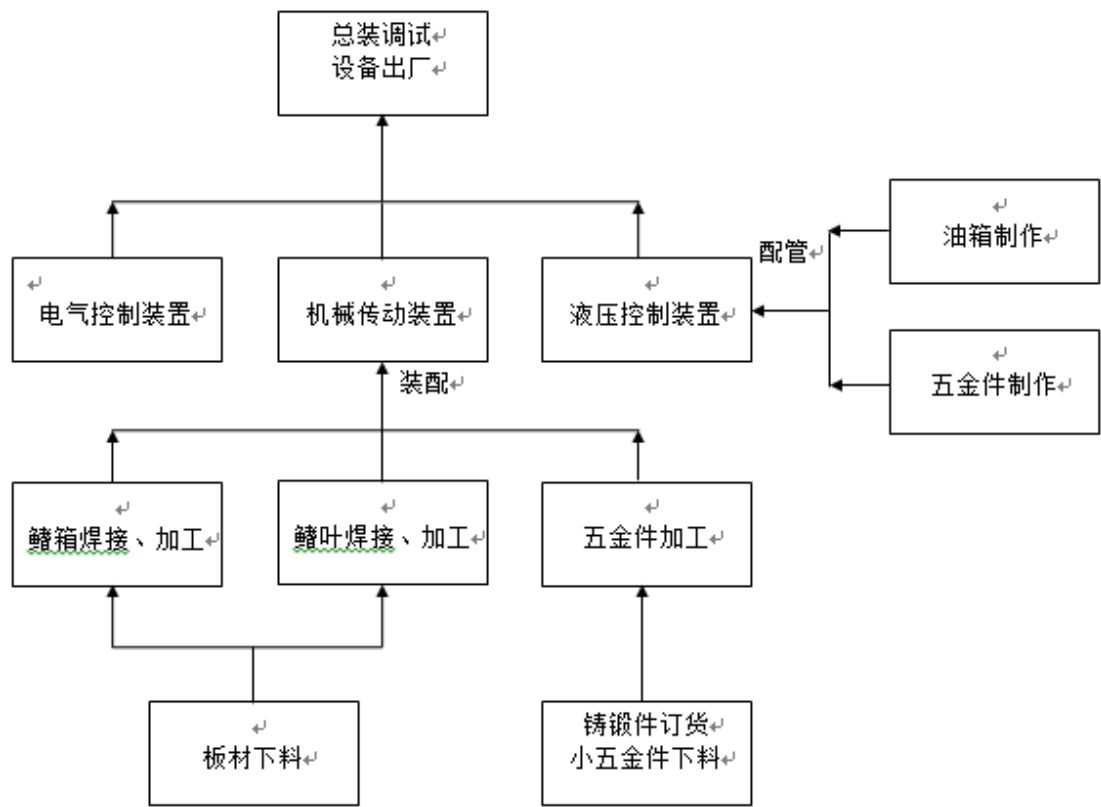 总装调试
设备出厂
油箱制作
配管
电气控制装置
机械传动装置
液压控制装置
五金件制作
装配
鳍箱焊接、加工
鳍叶焊接、加工
五金件加工
板材下料
铸锻件订货
小五金件下料